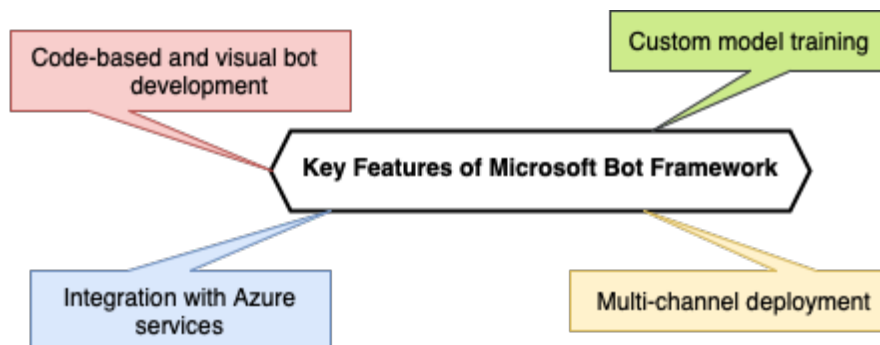 Custom model training
Code-based and visual bot
development
Key Features of Microsoft Bot Framework
Integration with Azure
services
Multi-channel deployment